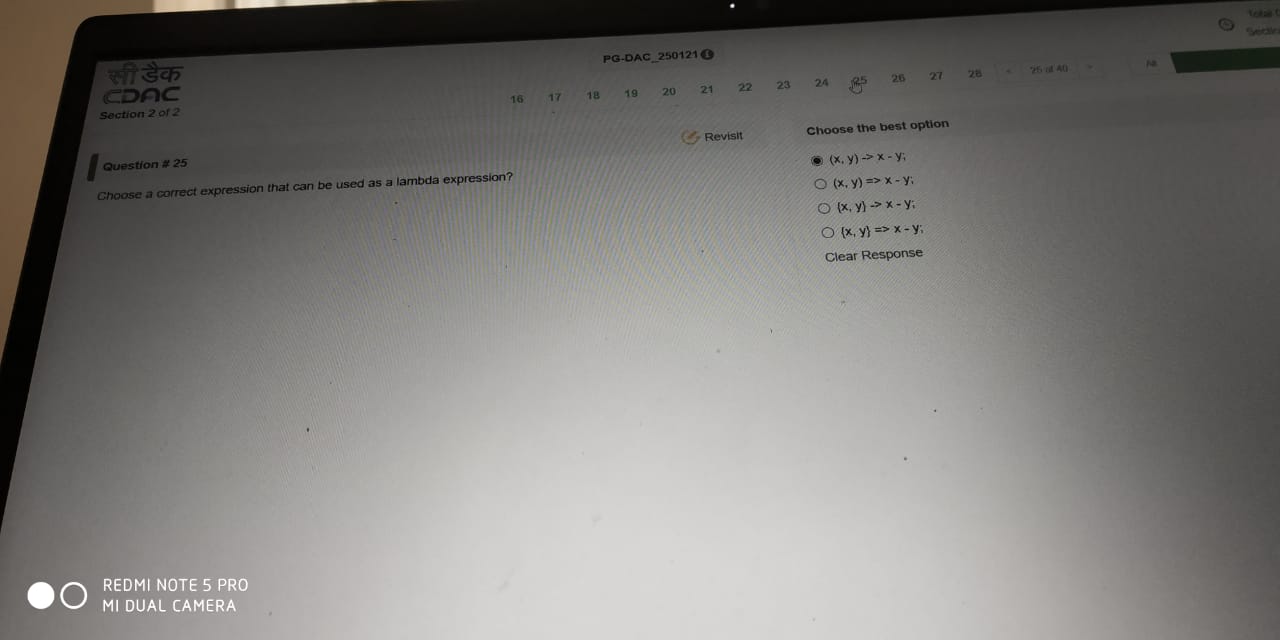 सी डैक
CDAC
Section 2 of 2
PG-DAC_250121
16 17 18 19 20 21 22 23 24 25 26 27 28 < 25 of 40 > All
Total
Question # 25
Revisit
Choose a correct expression that can be used as a lambda expression?
Choose the best option
(x, y) -> x - y;
(x, y) => x - y;
{x, y} -> x - y;
{x, y} => x - y;
Clear Response
REDMI NOTE 5 PRO
MI DUAL CAMERA